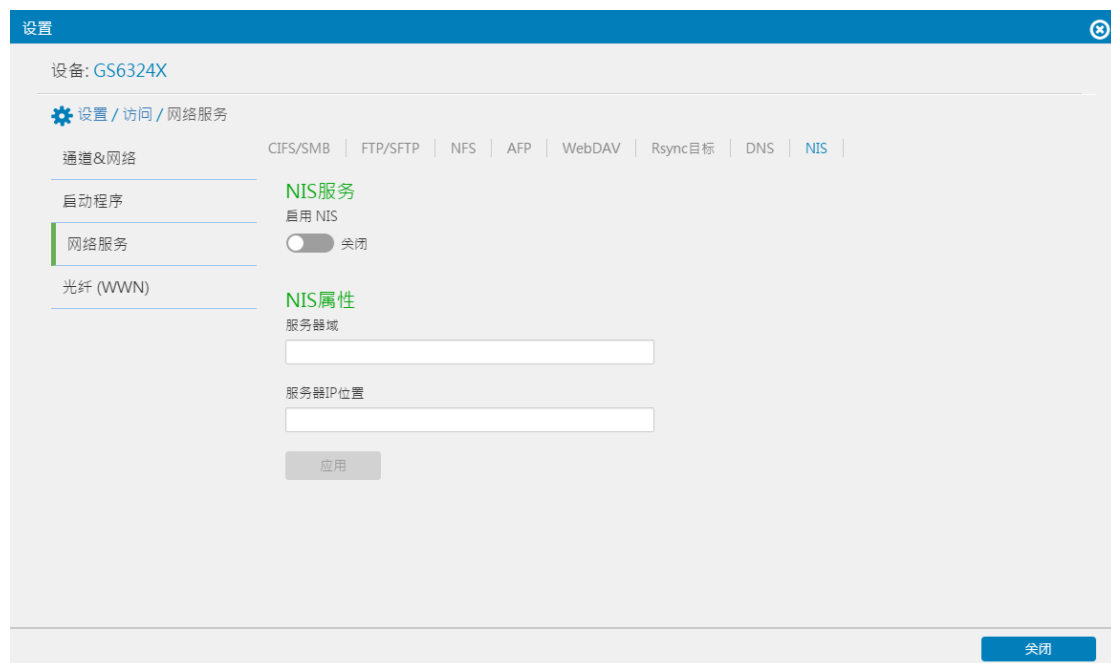 设置
设备: GS6324X
设置 / 访问 / 网络服务
通道&网络
启动程序
网络服务
光纤 (WWN)
CIFS/SMB FTP/SFTP NFS AFP WebDAV Rsync目标 DNS NIS
NIS服务
启用 NIS
关闭
NIS属性
服务器域
服务器IP位置
应用
关闭